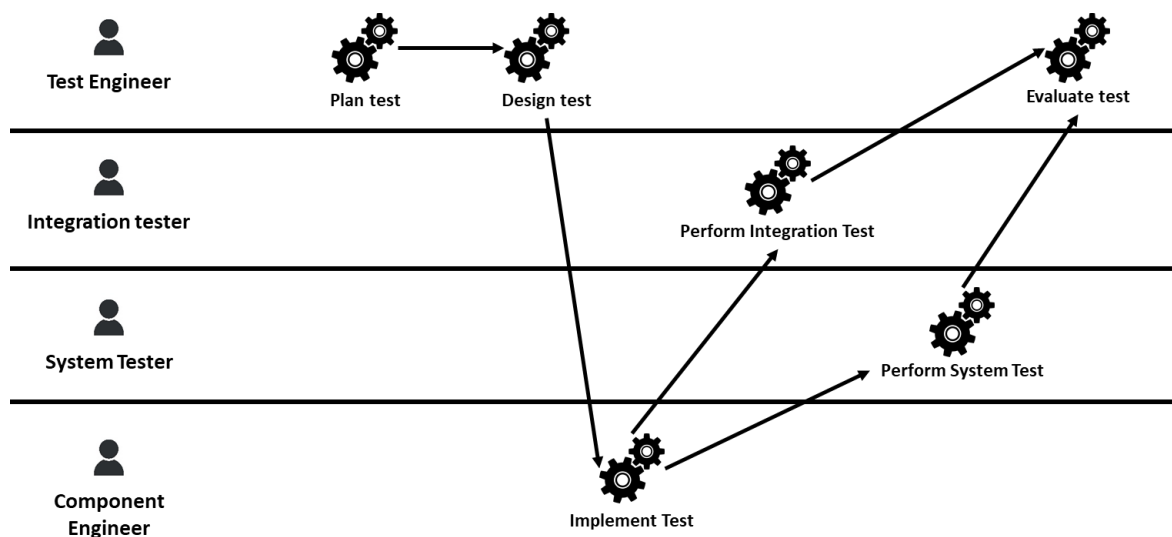 Test Engineer
Plan test
Design test
Evaluate test
Integration tester
Perform Integration Test
System Tester
Perform System Test
Component
Engineer
Implement Test